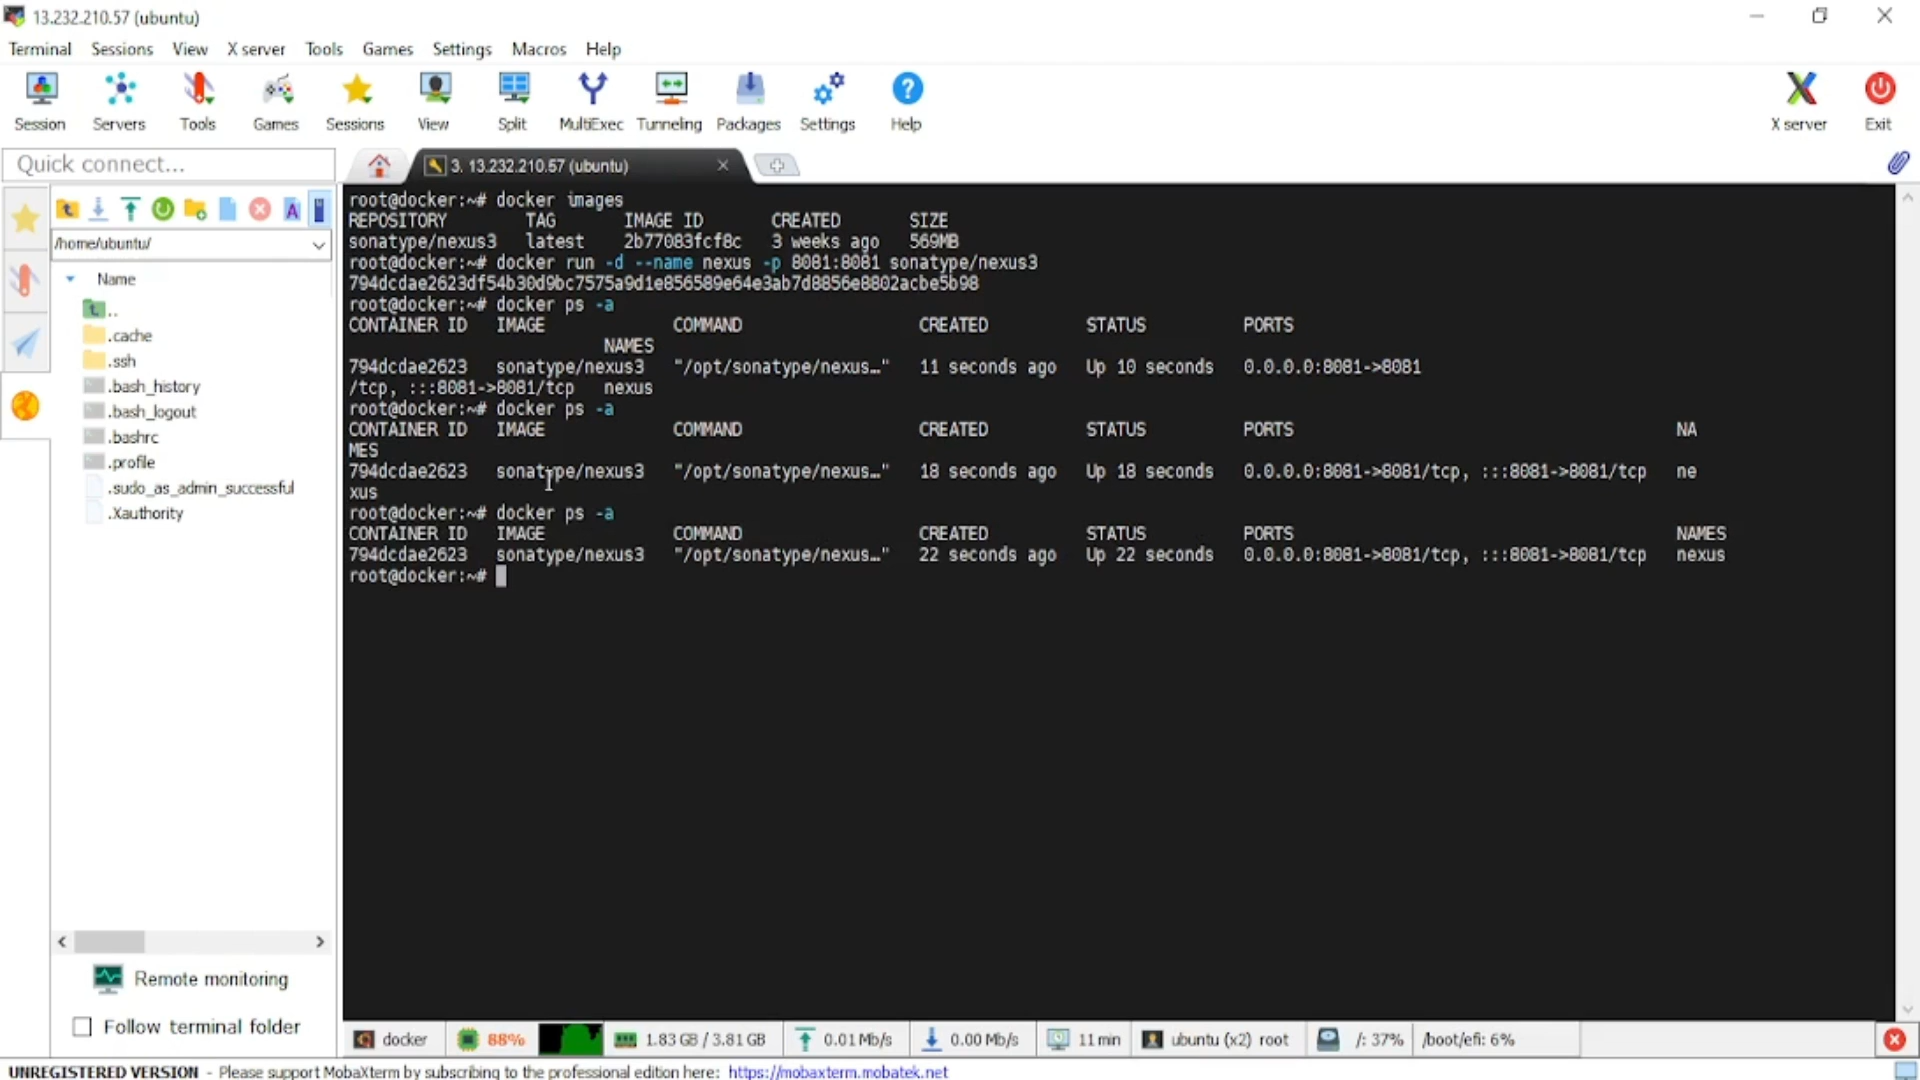 13.232.210.57 (ubuntu)
Terminal Sessions View X server Tools Games Settings Macros Help
Session Servers Tools Games Sessions View Split MultiExec Tunneling Packages Settings Help X server Exit
Quick connect...
3. 13.232.210.57 (ubuntu)
/home/ubuntu/
Name
..
.cache
.ssh
.bash_history
.bash_logout
.bashrc
.profile
.sudo_as_admin_successful
.Xauthority
Remote monitoring
Follow terminal folder
root@docker:~# docker images
REPOSITORY TAG IMAGE ID CREATED SIZE
sonatype/nexus3 latest 2b77083fcf8c 3 weeks ago 569MB
root@docker:~# docker run -d --name nexus -p 8081:8081 sonatype/nexus3
794dcdae2623df54b30d9bc7575a9d1e856589e64e3ab7d8856e8802acbe5b98
root@docker:~# docker ps -a
CONTAINER ID IMAGE COMMAND CREATED STATUS PORTS
NAMES
794dcdae2623 sonatype/nexus3 "/opt/sonatype/nexus…" 11 seconds ago Up 10 seconds 0.0.0.0:8081->8081
/tcp, :::8081->8081/tcp nexus
root@docker:~# docker ps -a
CONTAINER ID IMAGE COMMAND CREATED STATUS PORTS NA
MES
794dcdae2623 sonatype/nexus3 "/opt/sonatype/nexus…" 18 seconds ago Up 18 seconds 0.0.0.0:8081->8081/tcp, :::8081->8081/tcp ne
xus
root@docker:~# docker ps -a
CONTAINER ID IMAGE COMMAND CREATED STATUS PORTS NAMES
794dcdae2623 sonatype/nexus3 "/opt/sonatype/nexus…" 22 seconds ago Up 22 seconds 0.0.0.0:8081->8081/tcp, :::8081->8081/tcp nexus
root@docker:~#
docker 88% 1.83 GB / 3.81 GB 0.01 Mb/s 0.00 Mb/s 11 min ubuntu (x2) root /: 37% /boot/efi: 6%
UNREGISTERED VERSION - Please support MobaXterm by subscribing to the professional edition here: https://mobaxterm.mobatek.net